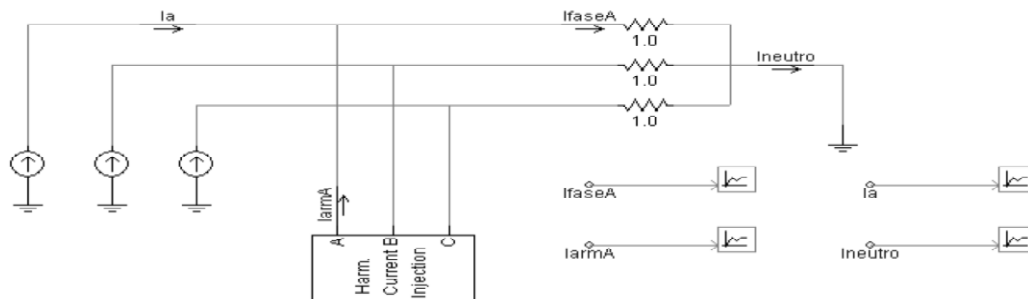 Ia
IfaseA
1.0
Ineutro
1.0
1.0
IarmA
A
B
C
Harm.
Current
Injection
IfaseA
Ia
IarmA
Ineutro